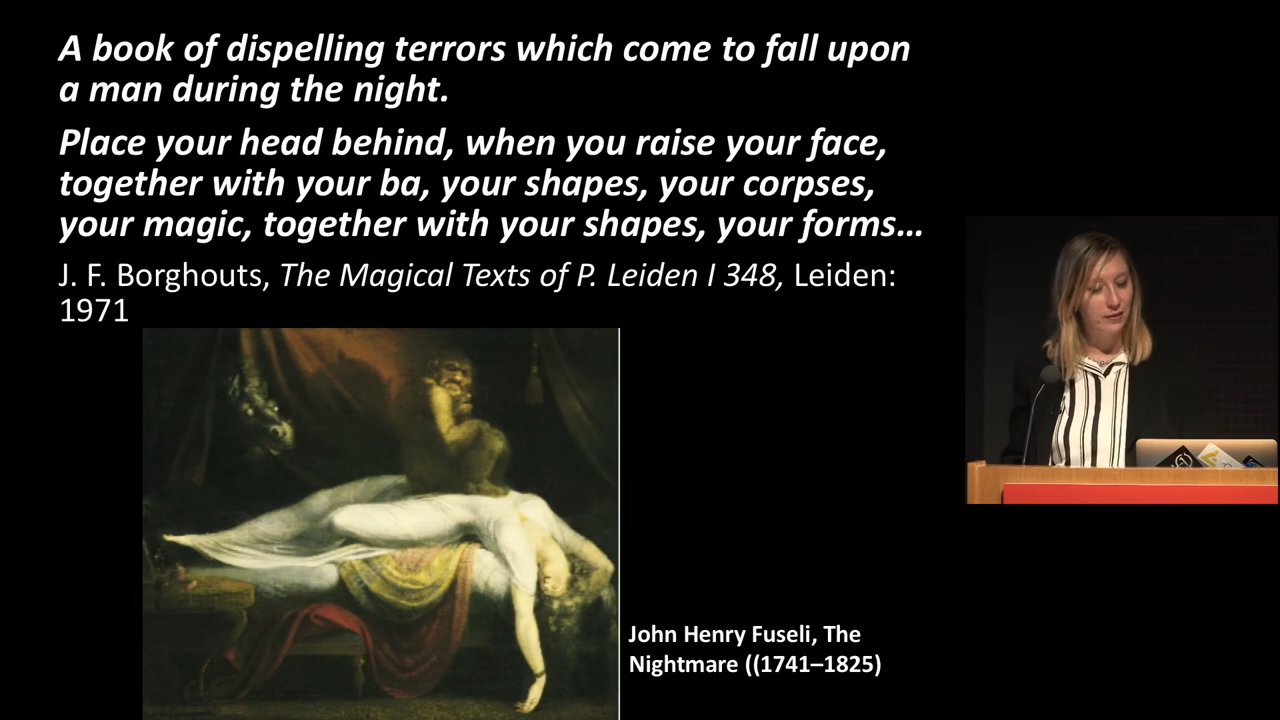 A book of dispelling terrors which come to fall upon
a man during the night.
Place your head behind, when you raise your face,
together with your ba, your shapes, your corpses,
your magic, together with your shapes, your forms…
J. F. Borghouts, The Magical Texts of P. Leiden I 348, Leiden:
1971
John Henry Fuseli, The
Nightmare ((1741–1825)